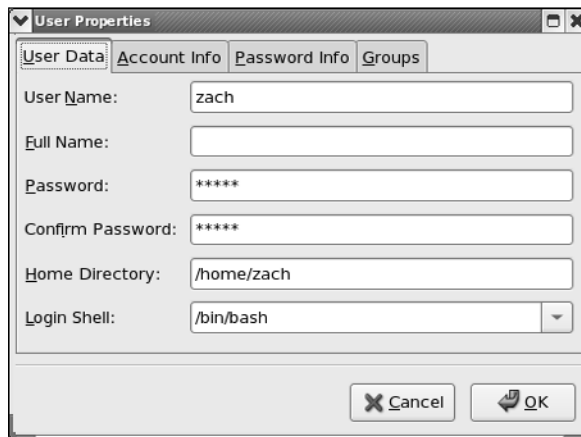 User Properties
User Data Account Info Password Info Groups
User Name: zach
Full Name:
Password: *****
Confirm Password: *****
Home Directory: /home/zach
Login Shell: /bin/bash
Cancel OK